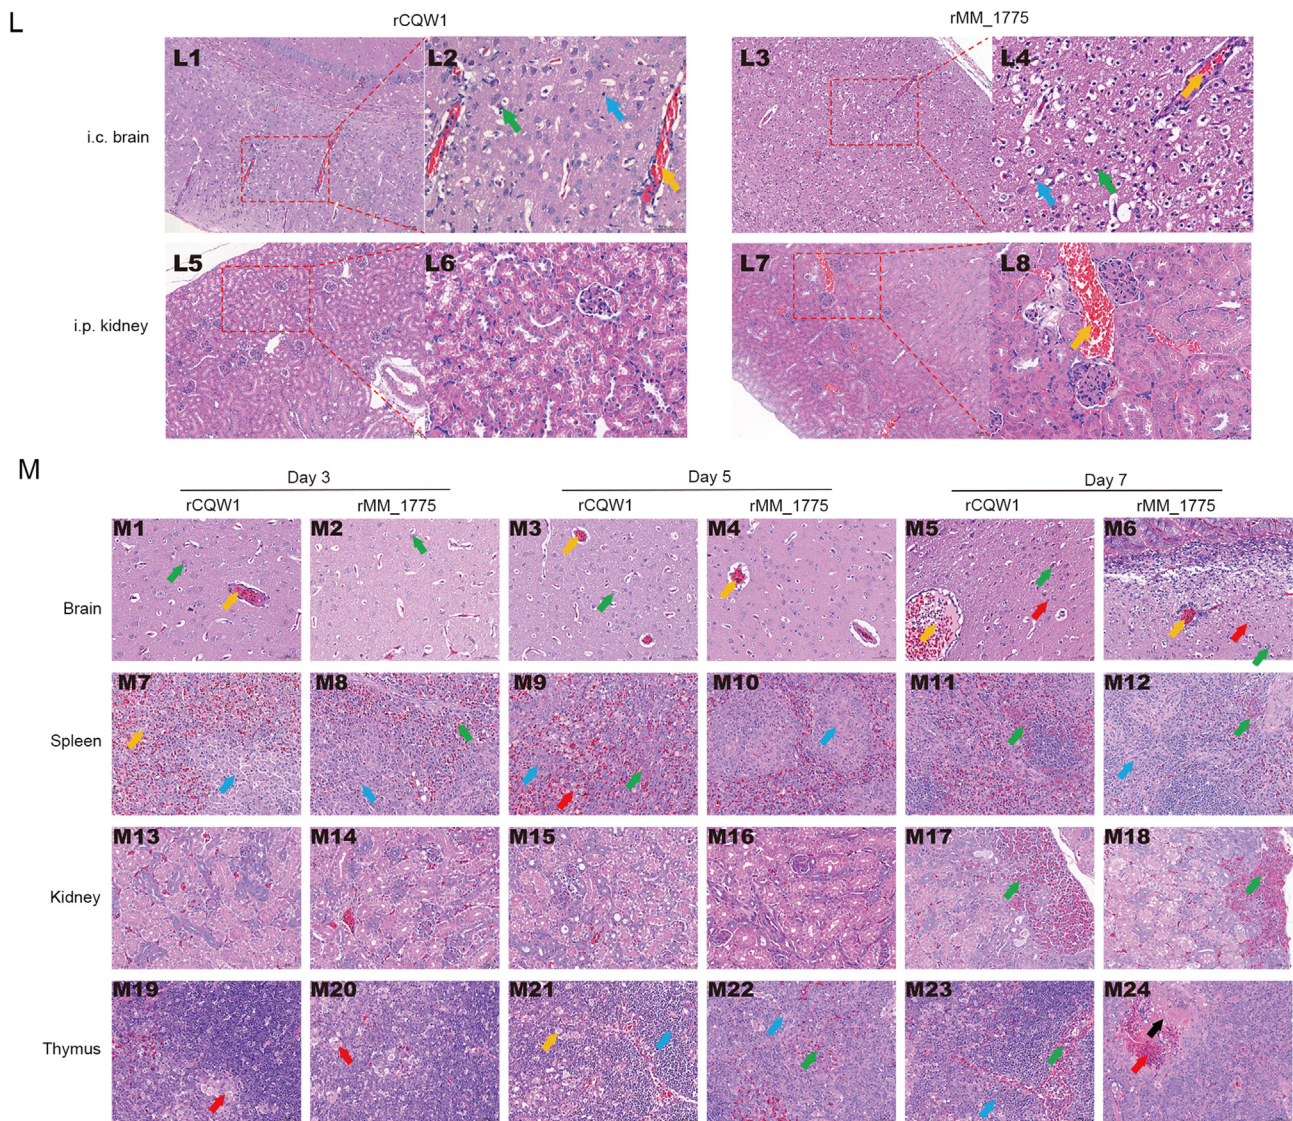 L
rCQW1 rMM_1775
L1 L2 L3 L4
i.c. brain
L5 L6 L7 L8
i.p. kidney
M
Day 3 Day 5 Day 7
rCQW1 rMM_1775 rCQW1 rMM_1775 rCQW1 rMM_1775
M1 M2 M3 M4 M5 M6
Brain
M7 M8 M9 M10 M11 M12
Spleen
M13 M14 M15 M16 M17 M18
Kidney
M19 M20 M21 M22 M23 M24
Thymus